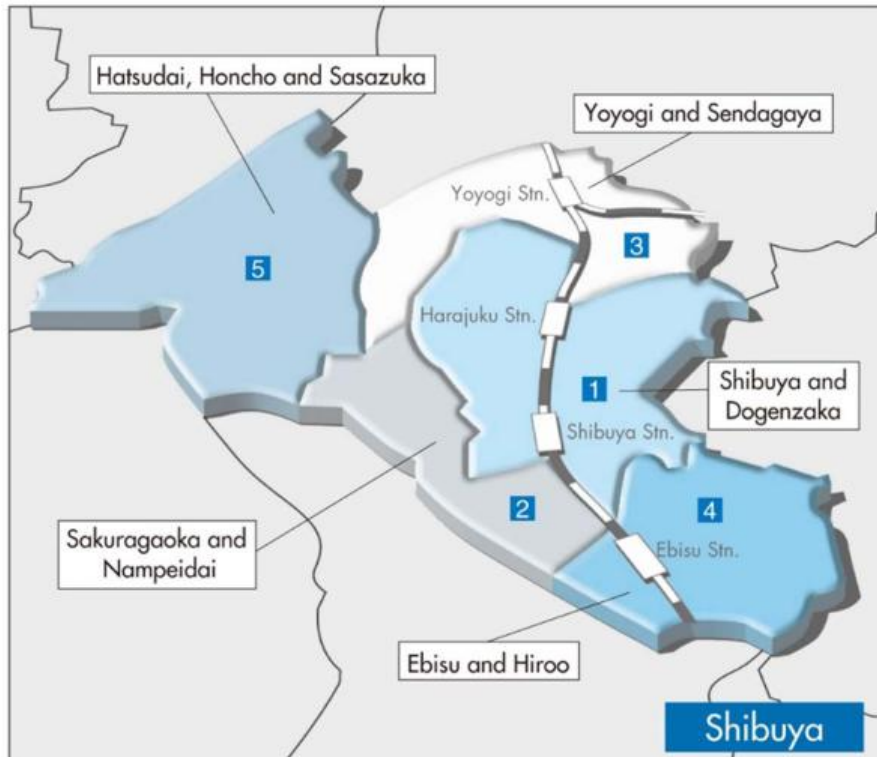 Hatsudai, Honcho and Sasazuka
Yoyogi and Sendagaya
Yoyogi Stn.
3
5
Harajuku Stn.
1
Shibuya and
Dogenzaka
Shibuya Stn.
2
4
Sakuragaoka and
Nampeidai
Ebisu Stn.
Ebisu and Hiroo
Shibuya